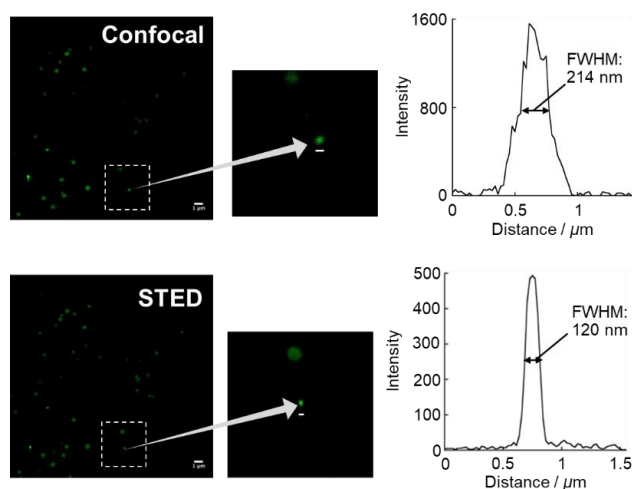 Confocal
1 µm
1600
800
0
Intensity
FWHM:
214 nm
0
0.5
1
Distance / µm
STED
1 µm
500
400
300
200
100
0
Intensity
FWHM:
120 nm
0
0.5
1
1.5
Distance / µm